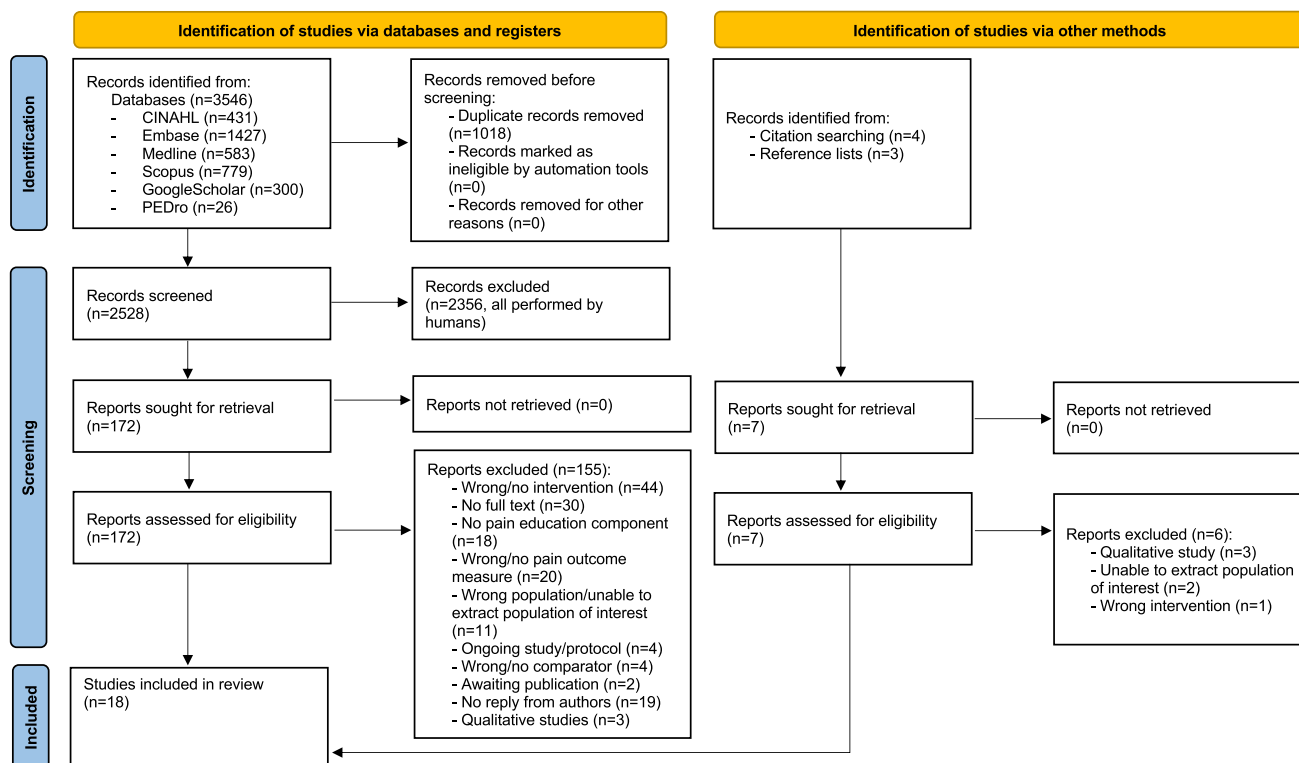 Identification of studies via databases and registers
Identification of studies via other methods
Identification
Records identified from:
Databases (n=3546)
- CINAHL (n=431)
- Embase (n=1427)
- Medline (n=583)
- Scopus (n=779)
- GoogleScholar (n=300)
- PEDro (n=26)
Records removed before
screening:
- Duplicate records removed
(n=1018)
- Records marked as
ineligible by automation tools
(n=0)
- Records removed for other
reasons (n=0)
Records identified from:
- Citation searching (n=4)
- Reference lists (n=3)
Screening
Records screened
(n=2528)
Records excluded
(n=2356, all performed by
humans)
Reports sought for retrieval
(n=172)
Reports not retrieved (n=0)
Reports sought for retrieval
(n=7)
Reports not retrieved
(n=0)
Reports assessed for eligibility
(n=172)
Reports excluded (n=155):
- Wrong/no intervention (n=44)
- No full text (n=30)
- No pain education component
(n=18)
- Wrong/no pain outcome
measure (n=20)
- Wrong population/unable to
extract population of interest
(n=11)
- Ongoing study/protocol (n=4)
- Wrong/no comparator (n=4)
- Awaiting publication (n=2)
- No reply from authors (n=19)
- Qualitative studies (n=3)
Reports assessed for eligibility
(n=7)
Reports excluded (n=6):
- Qualitative study (n=3)
- Unable to extract population
of interest (n=2)
- Wrong intervention (n=1)
Included
Studies included in review
(n=18)